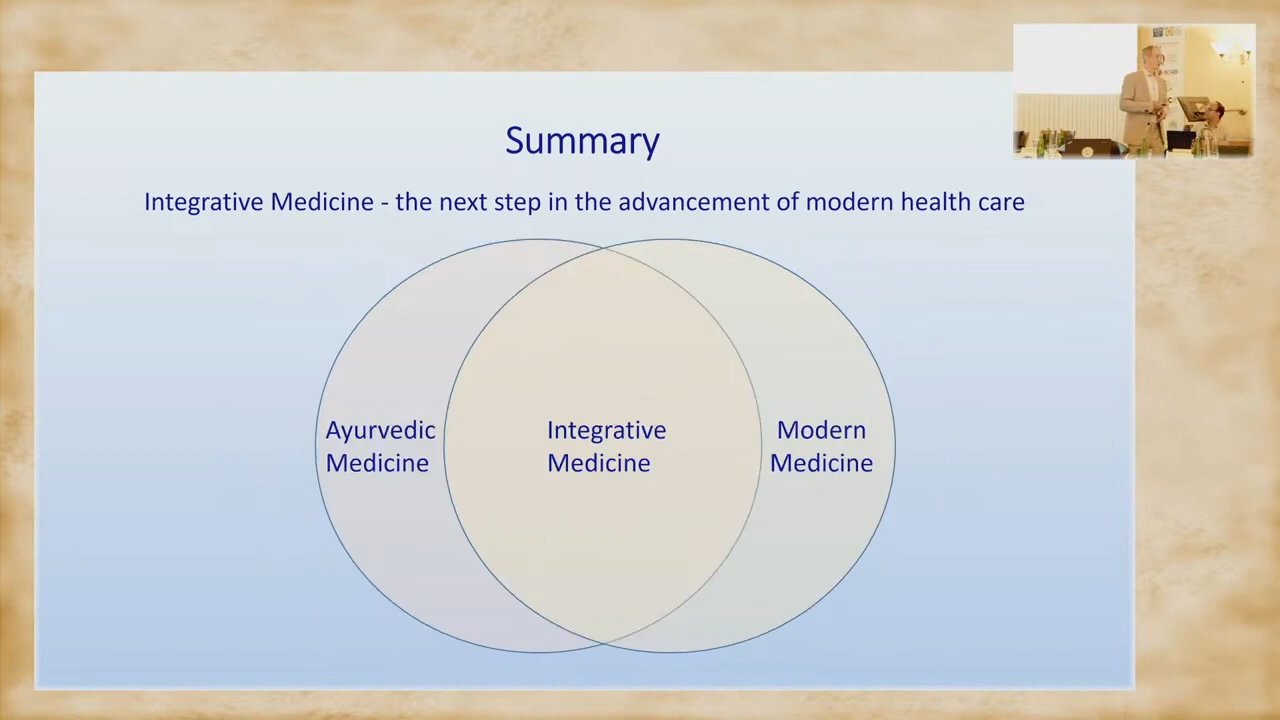 Summary
Integrative Medicine - the next step in the advancement of modern health care
Ayurvedic
Medicine
Integrative
Medicine
Modern
Medicine